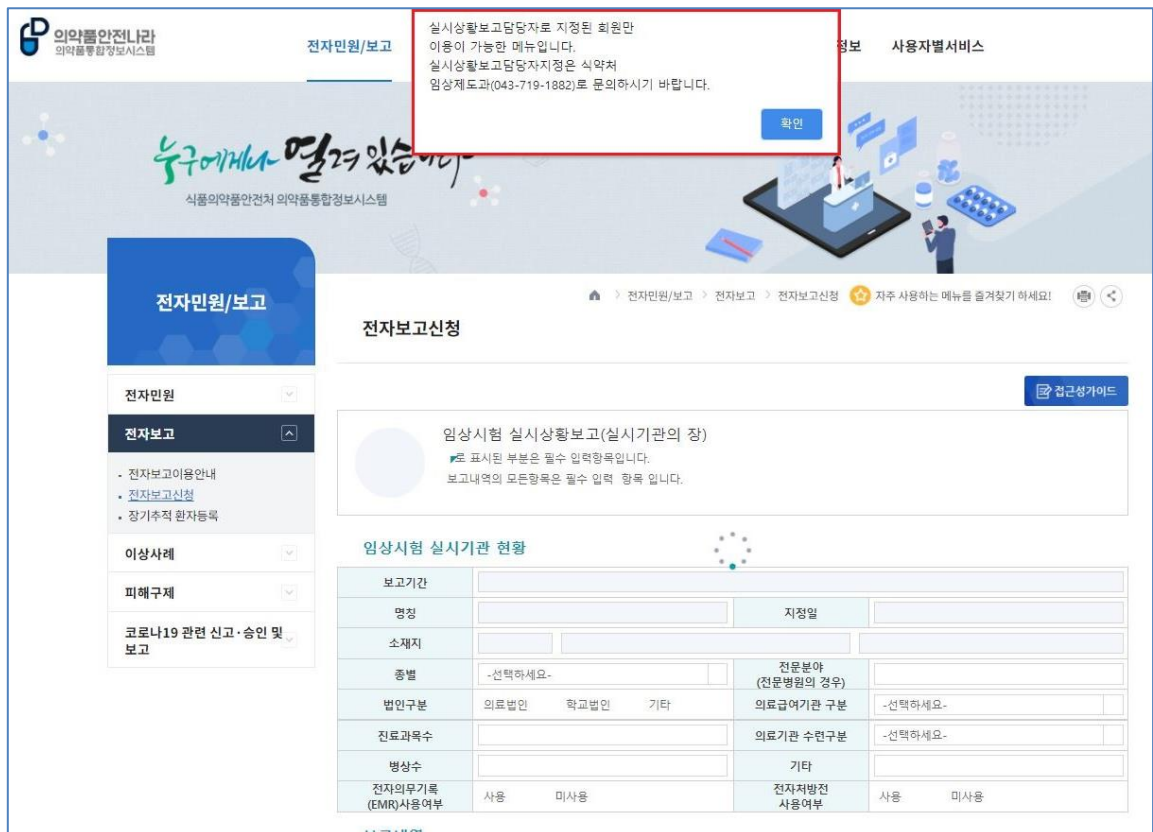 의약품안전나라
의약품통합정보시스템
전자민원/보고
정보
사용자별서비스
실시상황보고담당자로 지정된 회원만
이용이 가능한 메뉴입니다.
실시상황보고담당자지정은 식약처
임상제도과(043-719-1882)로 문의하시기 바랍니다.
확인
누구에게나 열려 있습니다
식품의약품안전처 의약품통합정보시스템
전자민원/보고
전자민원/보고 > 전자보고 > 전자보고신청 자주 사용하는 메뉴를 즐겨찾기 하세요!
전자보고신청
접근성가이드
전자민원
전자보고
- 전자보고이용안내
• 전자보고신청
• 장기추적 환자등록
이상사례
피해구제
코로나19 관련 신고·승인 및
보고
임상시험 실시상황보고(실시기관의 장)
로 표시된 부분은 필수 입력항목입니다.
보고내역의 모든항목은 필수 입력 항목 입니다.
임상시험 실시기관 현황
보고기간
명칭 지정일
소재지
종별 -선택하세요- 전문분야
(전문병원의 경우)
법인구분 의료법인 학교법인 기타 의료급여기관 구분 -선택하세요-
진료과목수 의료기관 수련구분 -선택하세요-
병상수 기타
전자의무기록
(EMR)사용여부 사용 미사용 전자처방전
사용여부 사용 미사용